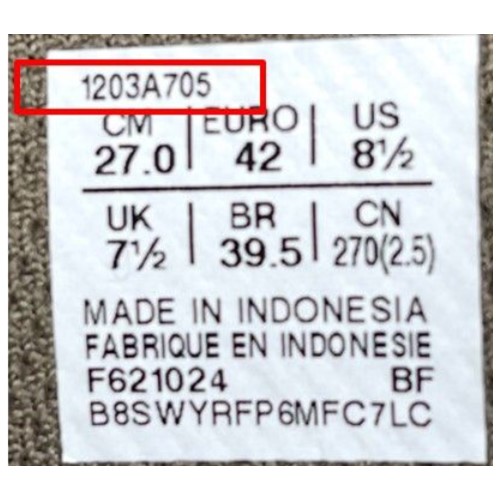 1203A705
CM | EURO | US
27.0 | 42 | 8½
UK | BR | CN
7½ | 39.5 | 270(2.5)
MADE IN INDONESIA
FABRIQUE EN INDONESIE
F621024 BF
B8SWYRFP6MFC7LC